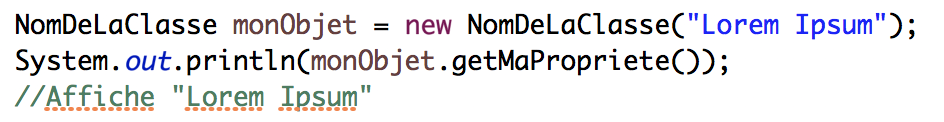 NomDeLaClasse monObjet = new NomDeLaClasse("Lorem Ipsum");
System.out.println(monObjet.getMaPropriete());
//Affiche "Lorem Ipsum"